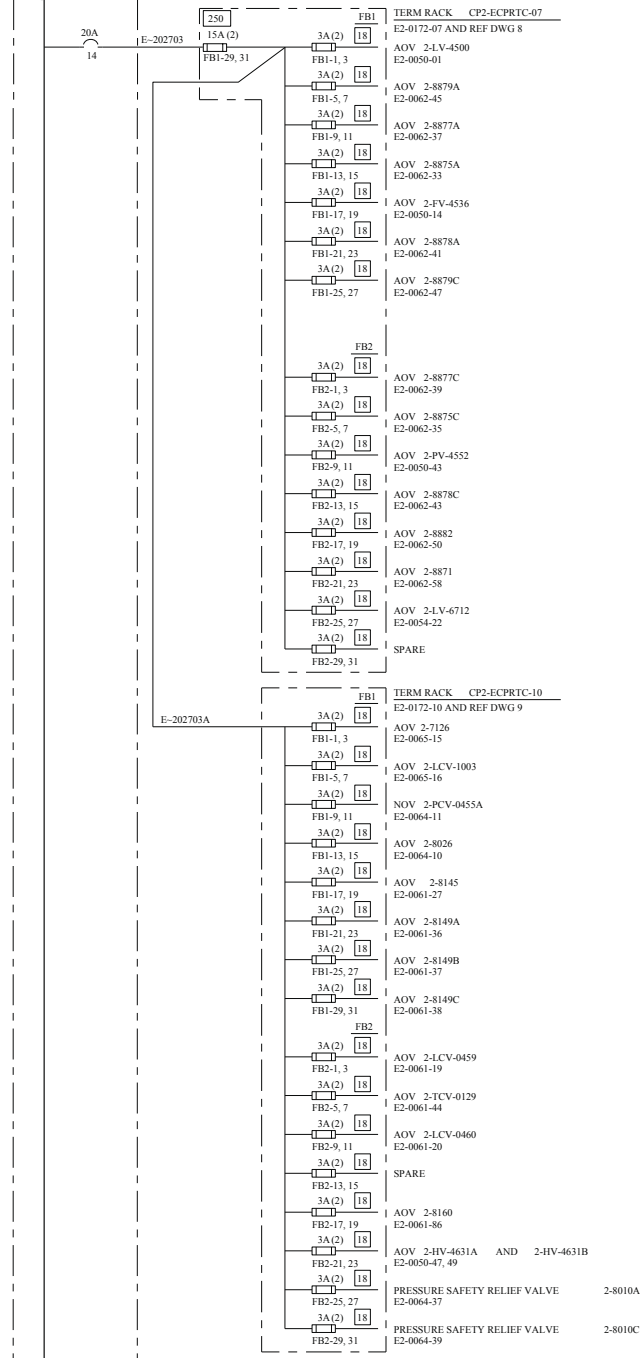 20A
14
E~202703
250
15A (2)
FB1-29, 31
FB1
TERM RACK CP2-ECPRTC-07
E2-0172-07 AND REF DWG 8
3A (2) 18
FB1-1, 3
AOV 2-LV-4500
E2-0050-01
3A (2) 18
FB1-5, 7
AOV 2-8879A
E2-0062-45
3A (2) 18
FB1-9, 11
AOV 2-8877A
E2-0062-37
3A (2) 18
FB1-13, 15
AOV 2-8875A
E2-0062-33
3A (2) 18
FB1-17, 19
AOV 2-FV-4536
E2-0050-14
3A (2) 18
FB1-21, 23
AOV 2-8878A
E2-0062-41
3A (2) 18
FB1-25, 27
AOV 2-8879C
E2-0062-47
FB2
3A (2) 18
FB2-1, 3
AOV 2-8877C
E2-0062-39
3A (2) 18
FB2-5, 7
AOV 2-8875C
E2-0062-35
3A (2) 18
FB2-9, 11
AOV 2-PV-4552
E2-0050-43
3A (2) 18
FB2-13, 15
AOV 2-8878C
E2-0062-43
3A (2) 18
FB2-17, 19
AOV 2-8882
E2-0062-50
3A (2) 18
FB2-21, 23
AOV 2-8871
E2-0062-58
3A (2) 18
FB2-25, 27
AOV 2-LV-6712
E2-0054-22
3A (2) 18
FB2-29, 31
SPARE
E~202703A
FB1
TERM RACK CP2-ECPRTC-10
E2-0172-10 AND REF DWG 9
3A (2) 18
FB1-1, 3
AOV 2-7126
E2-0065-15
3A (2) 18
FB1-5, 7
AOV 2-LCV-1003
E2-0065-16
3A (2) 18
FB1-9, 11
NOV 2-PCV-0455A
E2-0064-11
3A (2) 18
FB1-13, 15
AOV 2-8026
E2-0064-10
3A (2) 18
FB1-17, 19
AOV 2-8145
E2-0061-27
3A (2) 18
FB1-21, 23
AOV 2-8149A
E2-0061-36
3A (2) 18
FB1-25, 27
AOV 2-8149B
E2-0061-37
3A (2) 18
FB1-29, 31
AOV 2-8149C
E2-0061-38
FB2
3A (2) 18
FB2-1, 3
AOV 2-LCV-0459
E2-0061-19
3A (2) 18
FB2-5, 7
AOV 2-TCV-0129
E2-0061-44
3A (2) 18
FB2-9, 11
AOV 2-LCV-0460
E2-0061-20
3A (2) 18
FB2-13, 15
SPARE
3A (2) 18
FB2-17, 19
AOV 2-8160
E2-0061-86
3A (2) 18
FB2-21, 23
AOV 2-HV-4631A AND 2-HV-4631B
E2-0050-47, 49
3A (2) 18
FB2-25, 27
PRESSURE SAFETY RELIEF VALVE 2-8010A
E2-0064-37
3A (2) 18
FB2-29, 31
PRESSURE SAFETY RELIEF VALVE 2-8010C
E2-0064-39